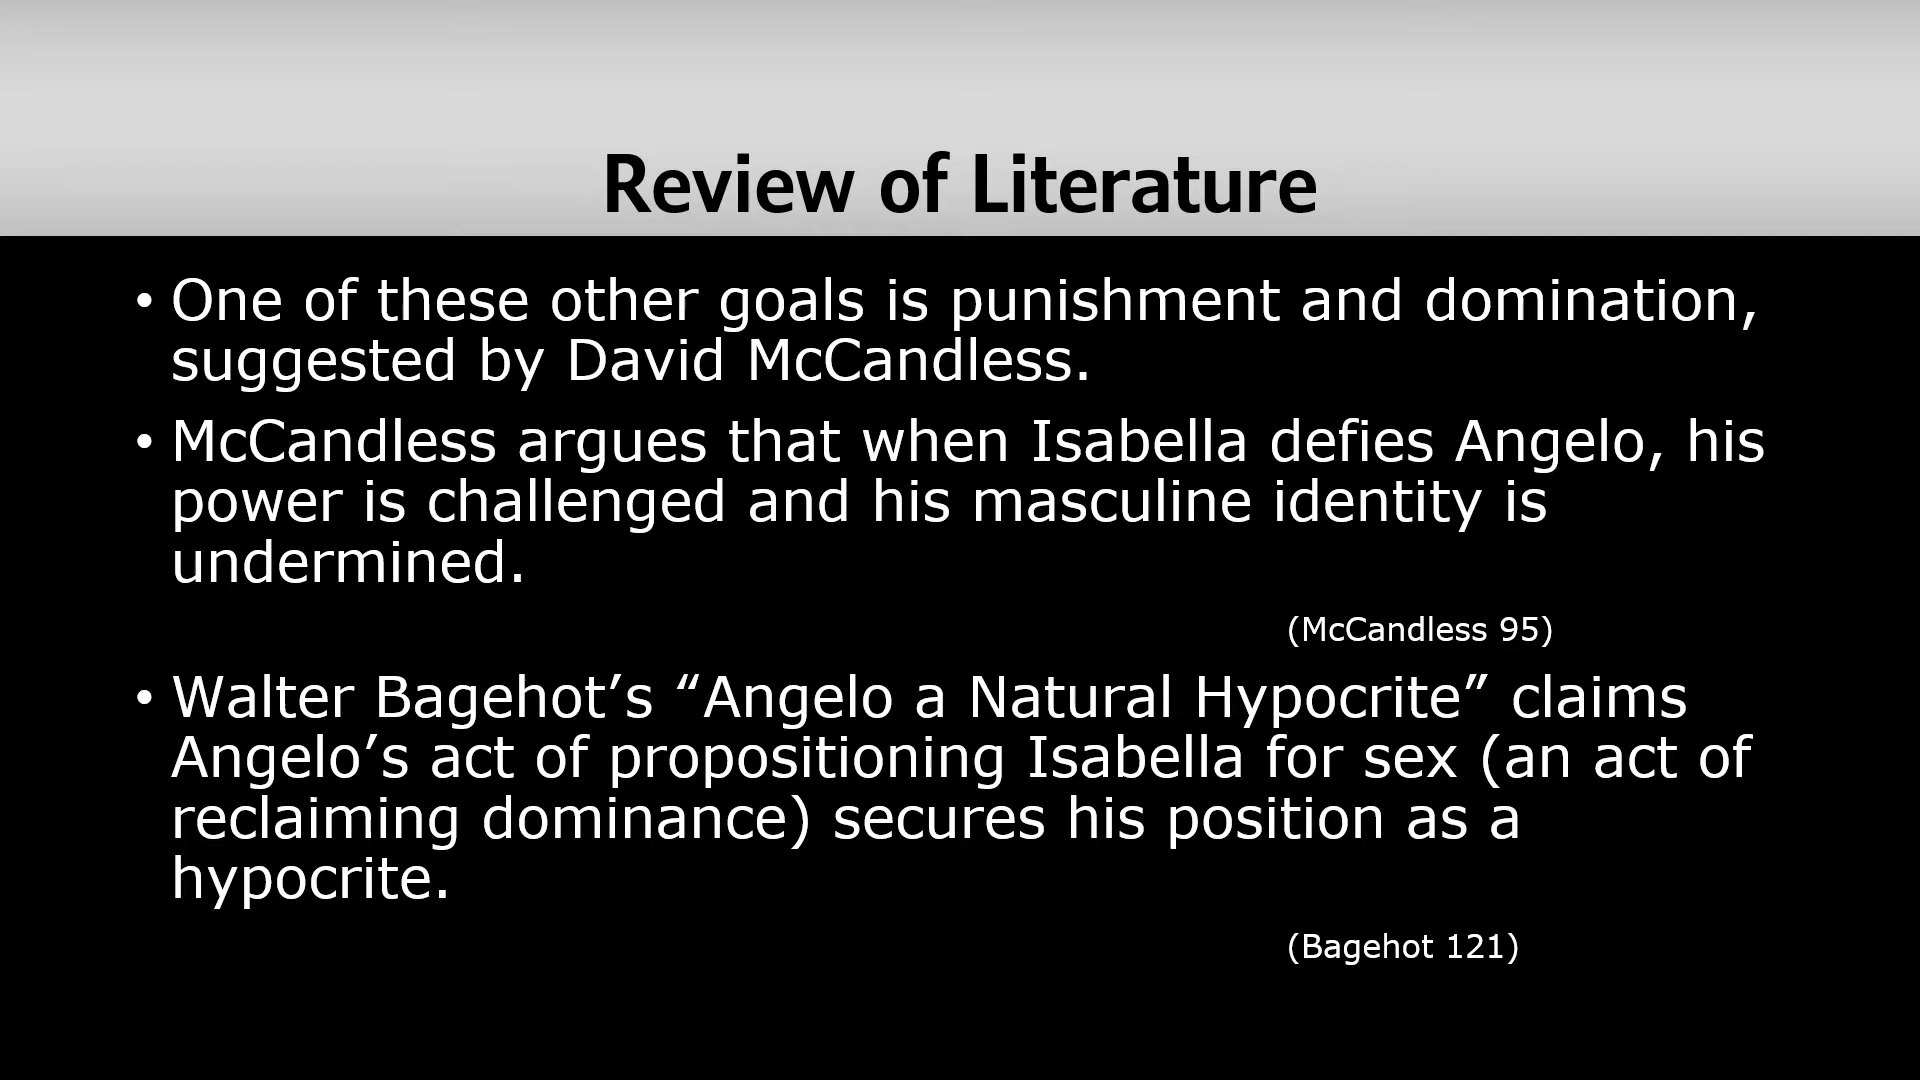 Review of Literature
• One of these other goals is punishment and domination,
suggested by David McCandless.
• McCandless argues that when Isabella defies Angelo, his
power is challenged and his masculine identity is
undermined.
(McCandless 95)
• Walter Bagehot’s “Angelo a Natural Hypocrite” claims
Angelo’s act of propositioning Isabella for sex (an act of
reclaiming dominance) secures his position as a
hypocrite.
(Bagehot 121)